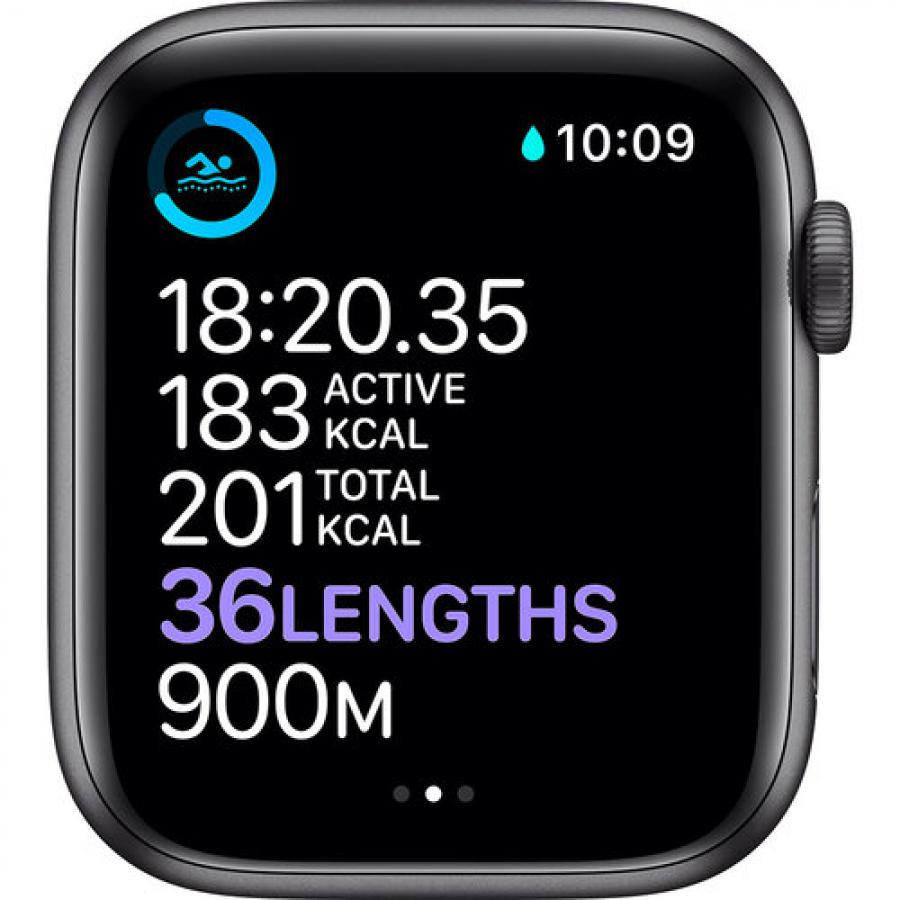 10:09
18:20.35
183 ACTIVE KCAL
201 TOTAL KCAL
36LENGTHS
900M